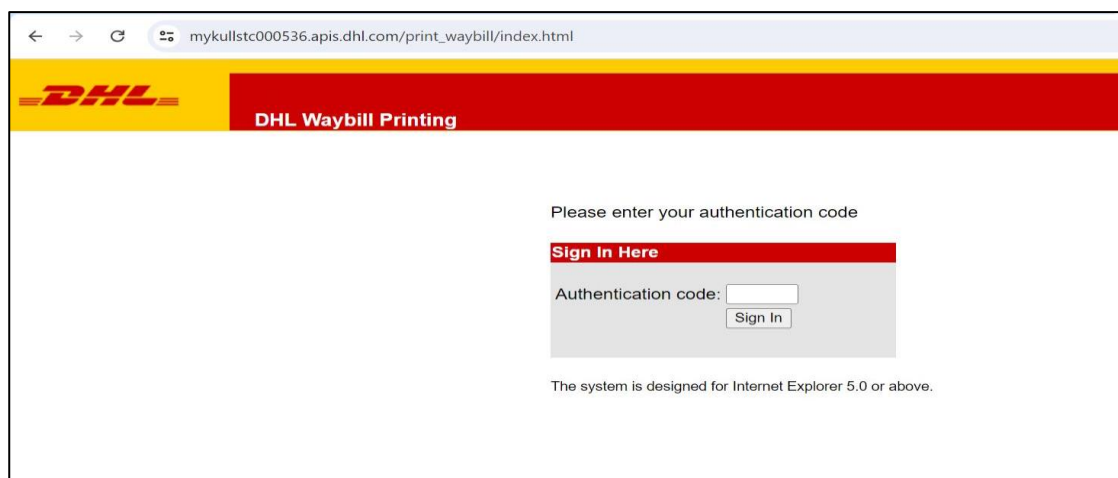 mykullstc000536.apis.dhl.com/print_waybill/index.html
DHL
DHL Waybill Printing
Please enter your authentication code
Sign In Here
Authentication code:
Sign In
The system is designed for Internet Explorer 5.0 or above.